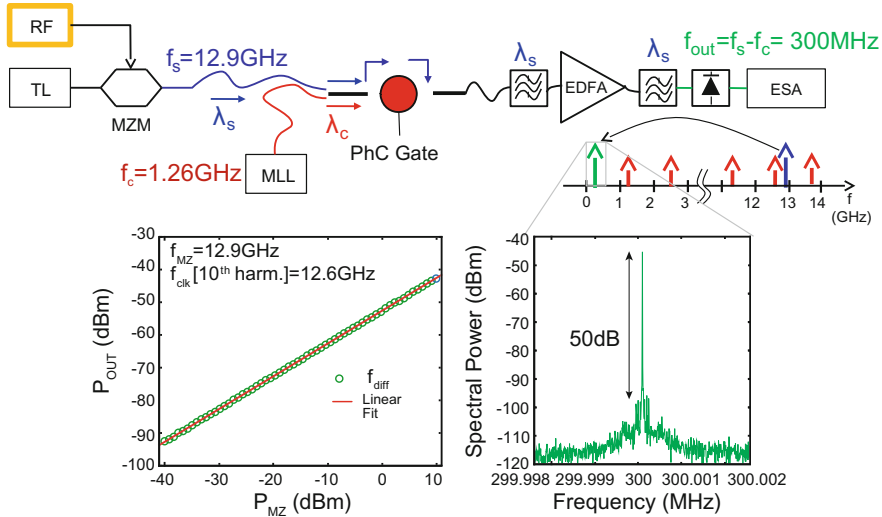 RF
TL
MZM
f_s=12.9GHz
λ_s
f_c=1.26GHz
MLL
λ_c
PhC Gate
λ_s
EDFA
λ_s
f_out=f_s-f_c= 300MHz
ESA
0 1 2 3 11 12 13 14 f
(GHz)
-30
-40
-50
-60
-70
-80
-90
-100
P_OUT (dBm)
f_MZ=12.9GHz
f_clk[10th harm.]=12.6GHz
f_diff
Linear
Fit
-40 -30 -20 -10 0 10
P_MZ (dBm)
-40
-50
-60
-70
-80
-90
-100
-110
-120
Spectral Power (dBm)
50dB
299.998 299.999 300 300.001 300.002
Frequency (MHz)